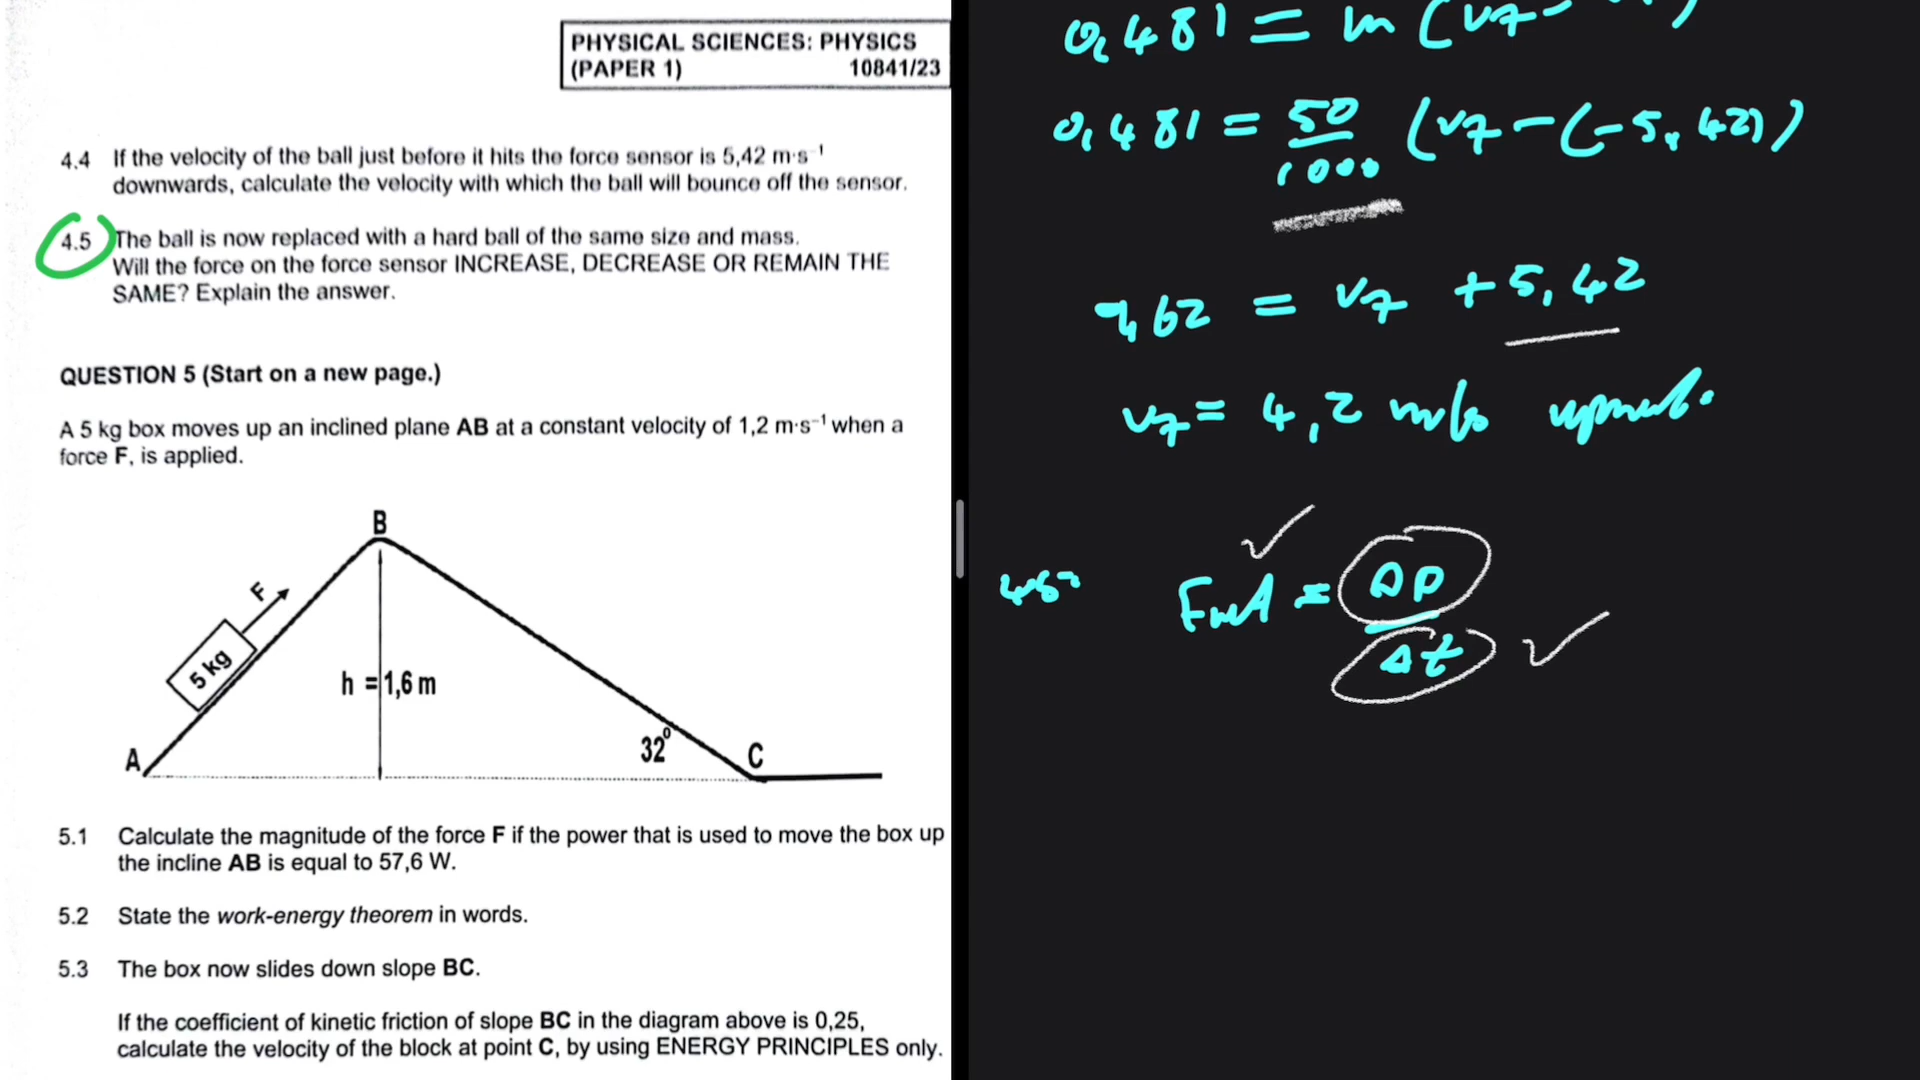 PHYSICAL SCIENCES: PHYSICS
(PAPER 1) 10841/23
4.4 If the velocity of the ball just before it hits the force sensor is 5,42 m·s⁻¹
downwards, calculate the velocity with which the ball will bounce off the sensor.
4.5 The ball is now replaced with a hard ball of the same size and mass.
Will the force on the force sensor INCREASE, DECREASE OR REMAIN THE
SAME? Explain the answer.
QUESTION 5 (Start on a new page.)
A 5 kg box moves up an inclined plane AB at a constant velocity of 1,2 m·s⁻¹ when a
force F, is applied.
B
F
5 kg
h = 1,6 m
A
32°
C
5.1 Calculate the magnitude of the force F if the power that is used to move the box up
the incline AB is equal to 57,6 W.
5.2 State the work-energy theorem in words.
5.3 The box now slides down slope BC.
If the coefficient of kinetic friction of slope BC in the diagram above is 0,25,
calculate the velocity of the block at point C, by using ENERGY PRINCIPLES only.
0,481 = m (vf -
0,481 = 50/1000 (vf - (-5,42))
9,62 = vf + 5,42
vf = 4,2 m/s upward.
Δp
Δt